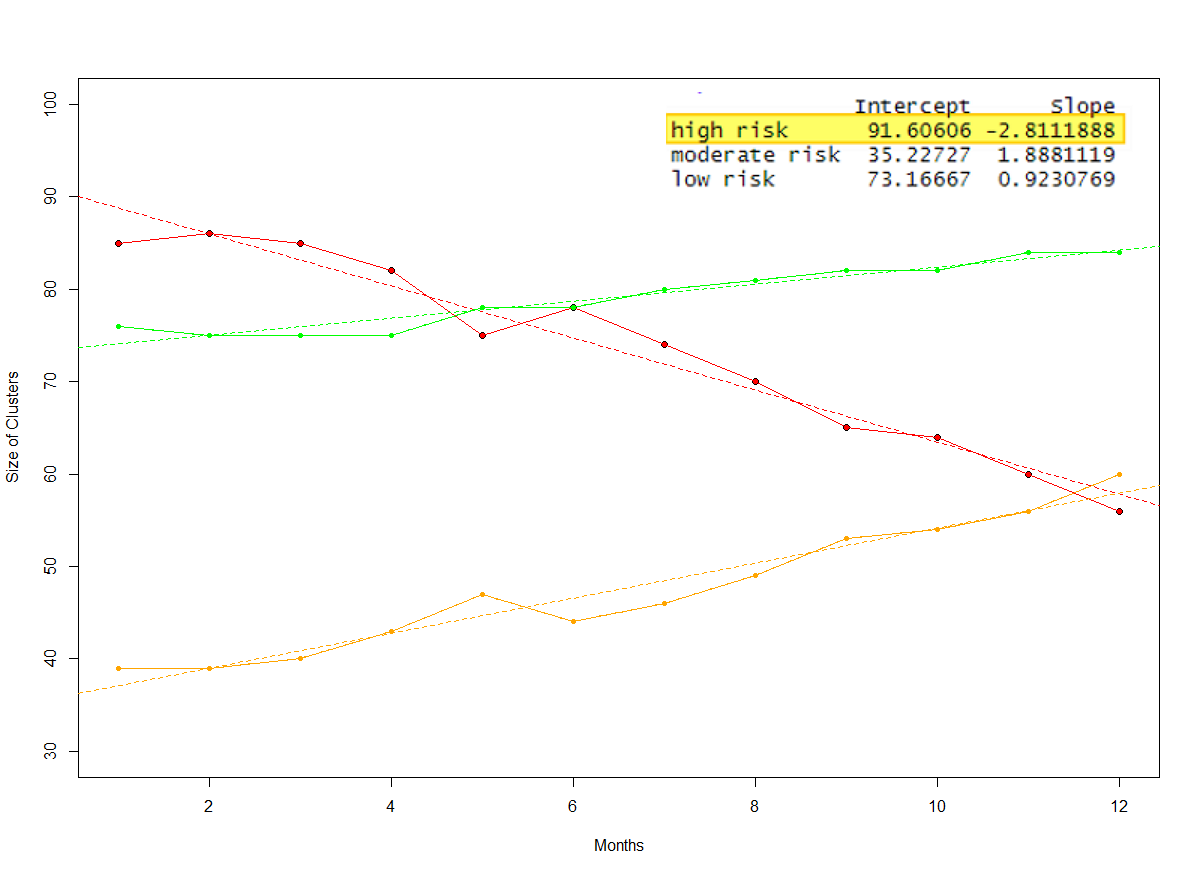 Intercept Slope
high risk 91.60606 -2.8111888
moderate risk 35.22727 1.8881119
low risk 73.16667 0.9230769
100
90
80
70
60
50
40
30
Size of Clusters
2 4 6 8 10 12
Months